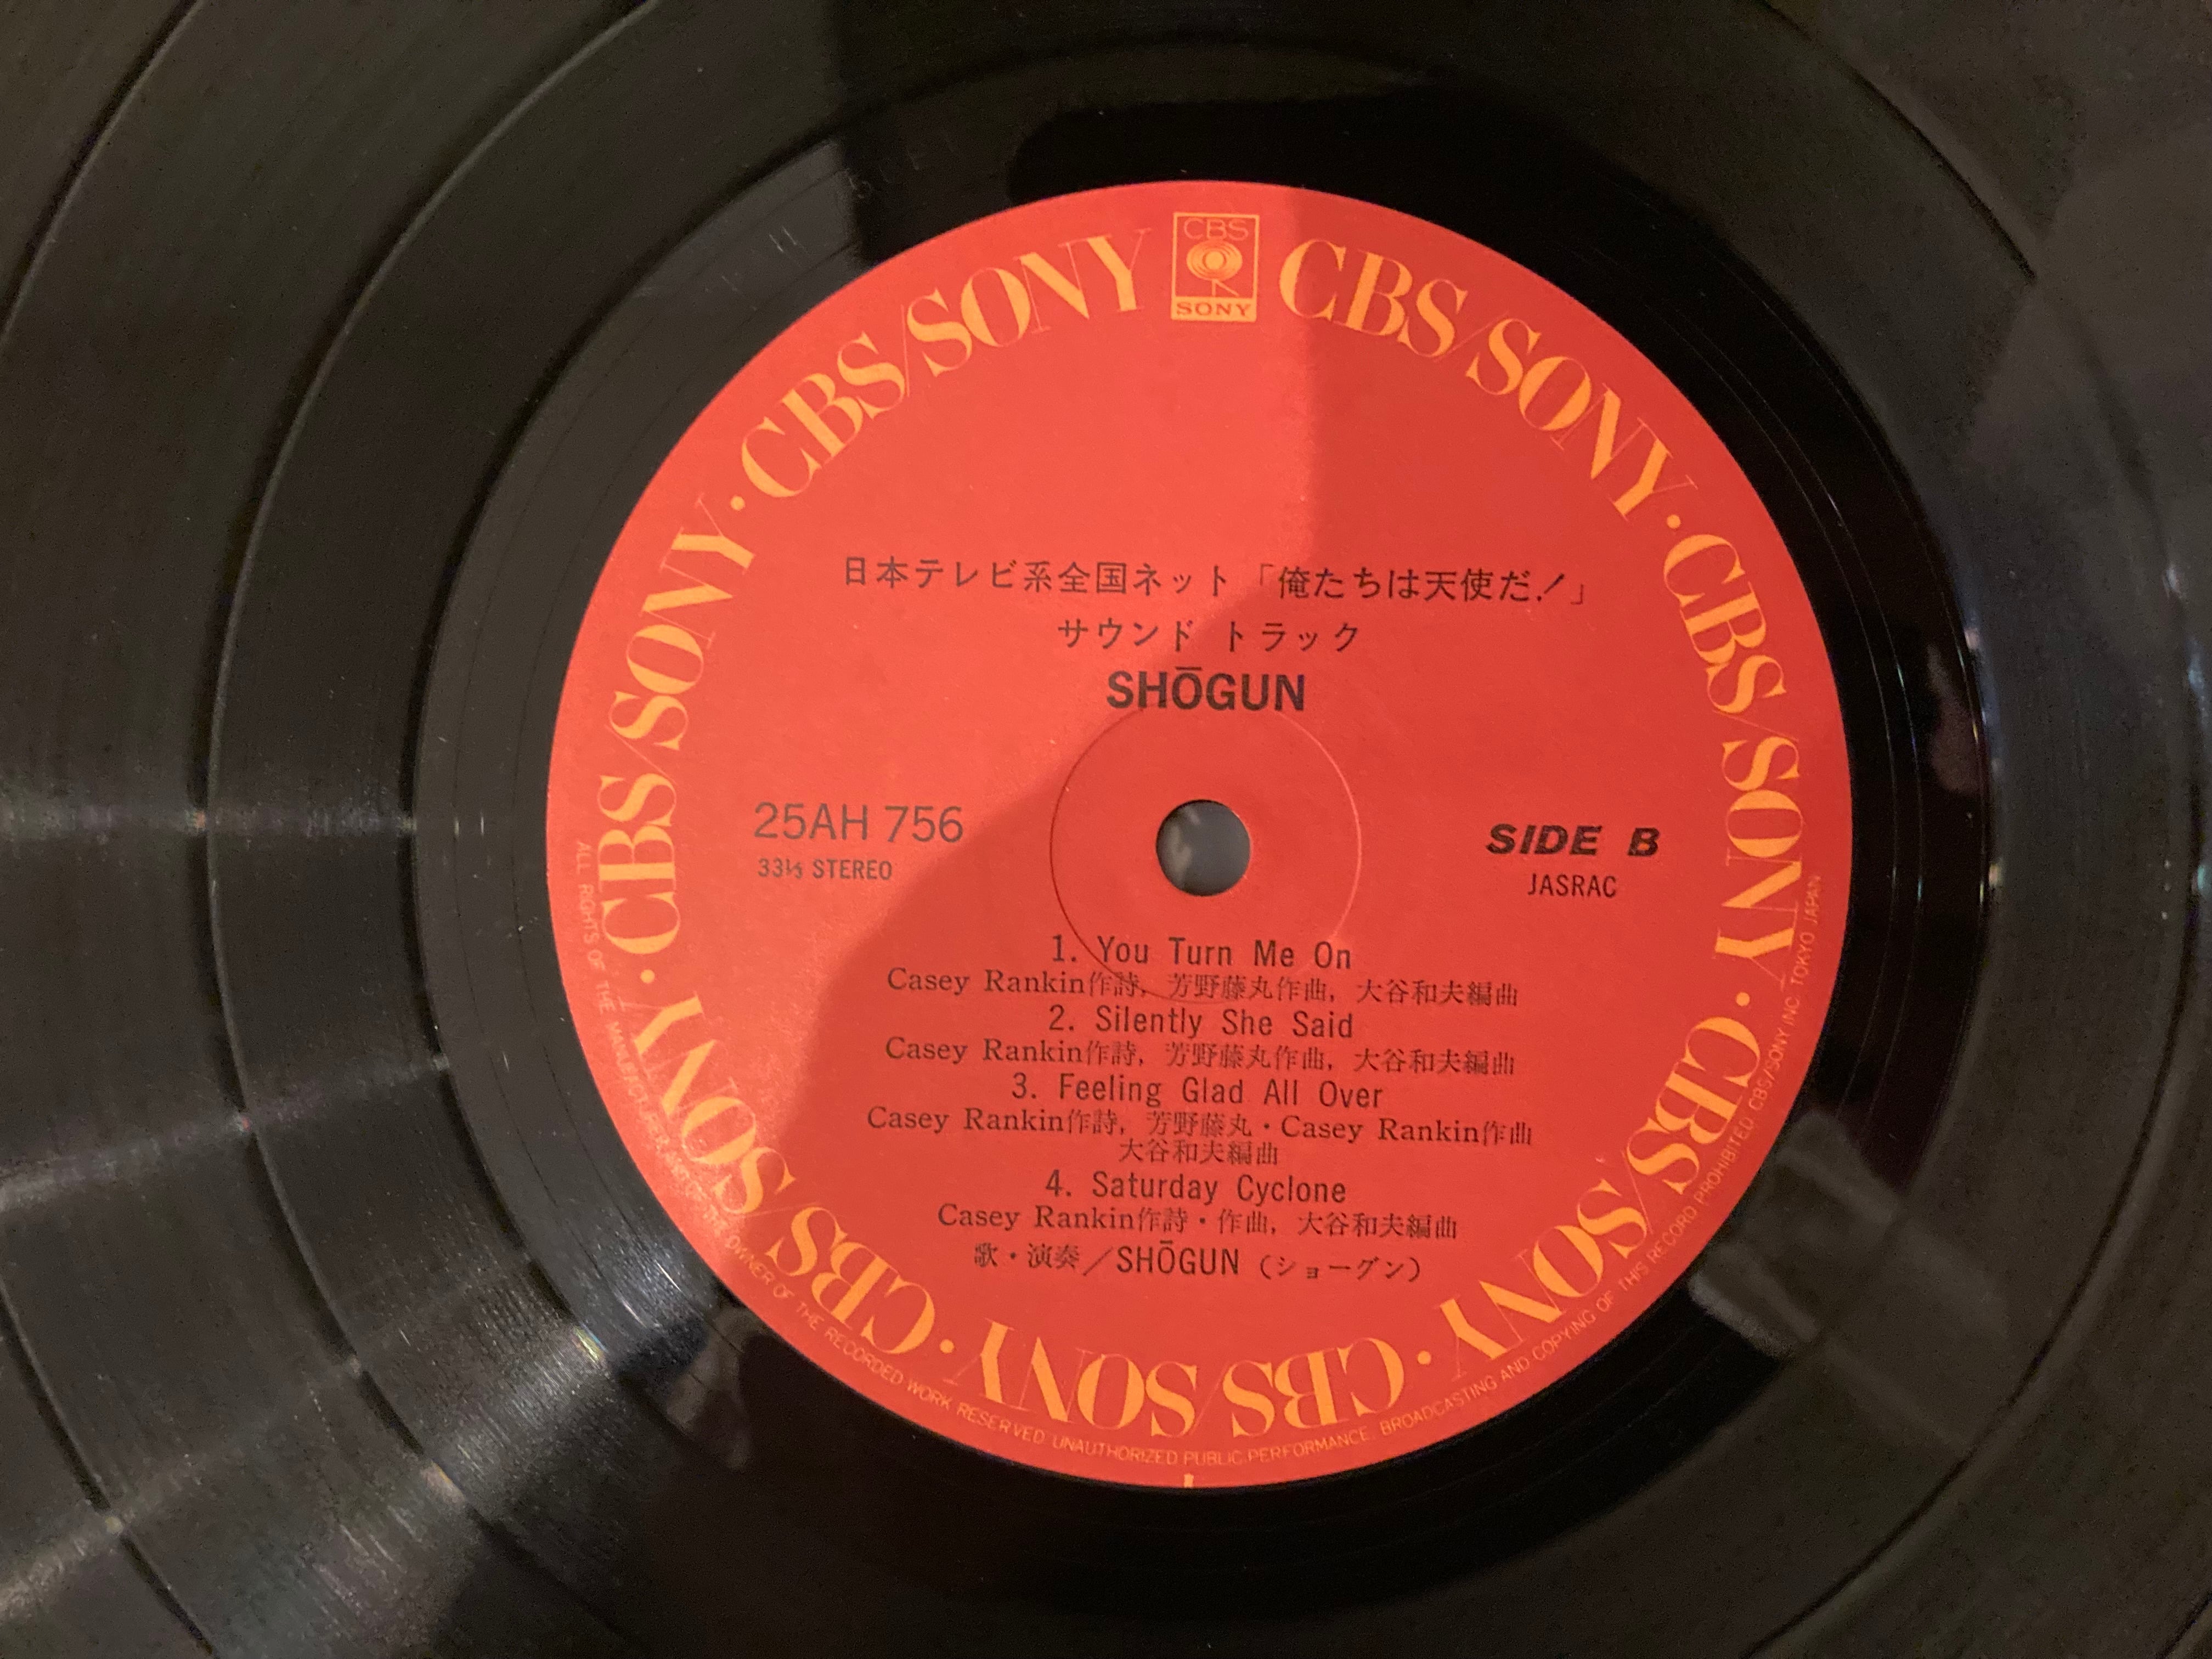 CBS
SONY
CBS/SONY · CBS/SONY · CBS/SONY · CBS/SONY · CBS/SONY · CBS/SONY · CBS/SONY · CBS/SONY
日本テレビ系全国ネット「俺たちは天使だ!」
サウンド トラック
SHŌGUN
25AH 756
33⅓ STEREO
SIDE B
JASRAC
1. You Turn Me On
Casey Rankin作詩, 芳野藤丸作曲, 大谷和夫編曲
2. Silently She Said
Casey Rankin作詩, 芳野藤丸作曲, 大谷和夫編曲
3. Feeling Glad All Over
Casey Rankin作詩, 芳野藤丸・Casey Rankin作曲
大谷和夫編曲
4. Saturday Cyclone
Casey Rankin作詩・作曲, 大谷和夫編曲
歌・演奏／SHŌGUN（ショーグン）
ALL RIGHTS OF THE MANUFACTURER AND OF THE OWNER OF THE RECORDED WORK RESERVED. UNAUTHORIZED PUBLIC PERFORMANCE. BROADCASTING AND COPYING OF THIS RECORD PROHIBITED. CBS/SONY INC. TOKYO JAPAN